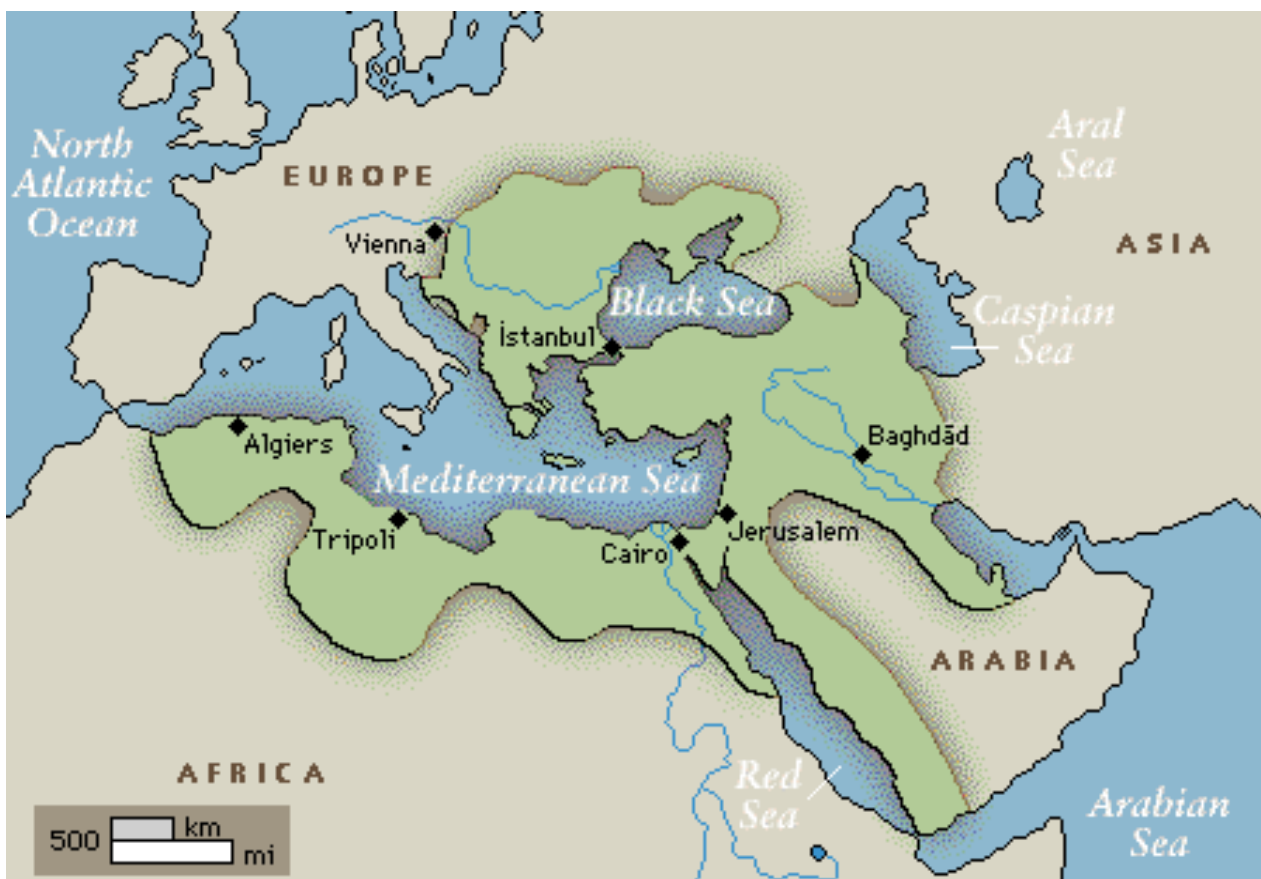 North
Atlantic
Ocean
EUROPE
Vienna
Aral
Sea
ASIA
Black Sea
Caspian
Sea
İstanbul
Algiers
Baghdād
Mediterranean Sea
Tripoli
Cairo
Jerusalem
ARABIA
AFRICA
Red
Sea
Arabian
Sea
500 km
mi